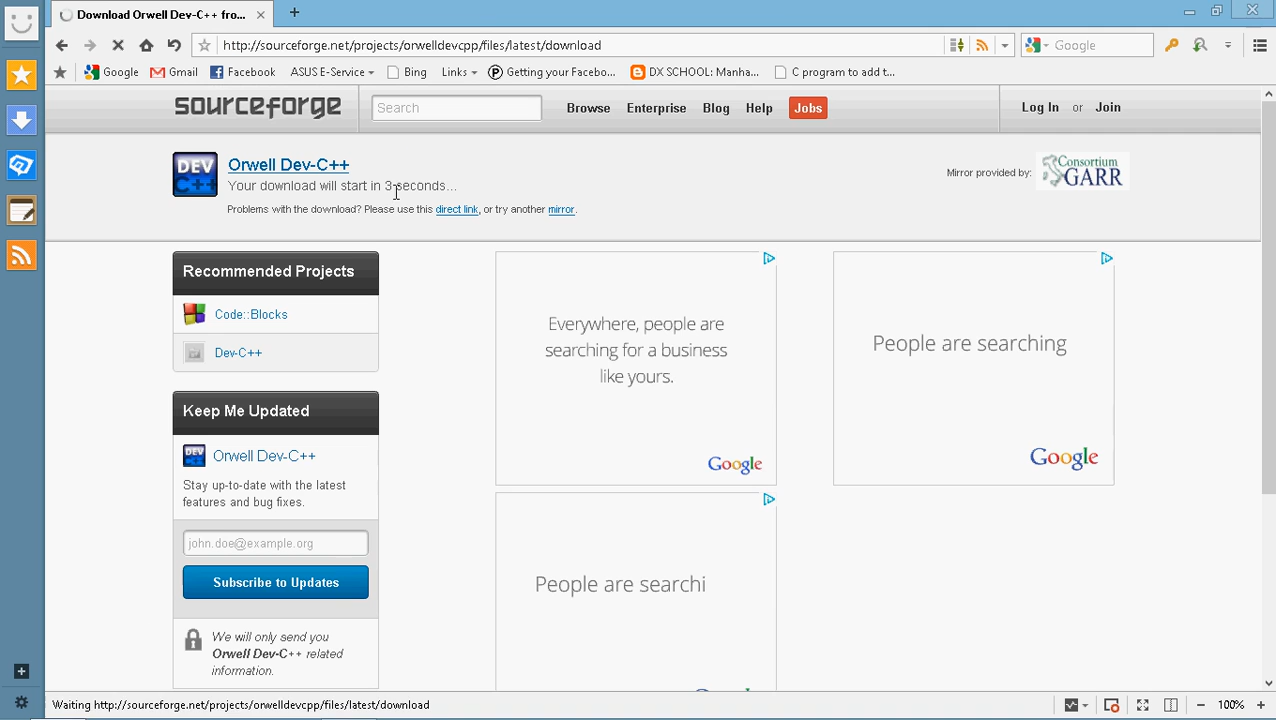 Download Orwell Dev-C++ fro...
http://sourceforge.net/projects/orwelldevcpp/files/latest/download
Google
Google
Gmail
Facebook
ASUS E-Service
Bing
Links
Getting your Facebo...
DX SCHOOL: Manha...
C program to add t...
sourceforge
Search
Browse
Enterprise
Blog
Help
Jobs
Log In or Join
DEV C++
Orwell Dev-C++
Your download will start in 3 seconds...
Problems with the download? Please use this direct link, or try another mirror.
Mirror provided by:
Consortium
GARR
Recommended Projects
Code::Blocks
Dev-C++
Keep Me Updated
Orwell Dev-C++
Stay up-to-date with the latest
features and bug fixes.
john.doe@example.org
Subscribe to Updates
We will only send you
Orwell Dev-C++ related
information.
Everywhere, people are
searching for a business
like yours.
Google
People are searching
Google
People are searchi
Waiting http://sourceforge.net/projects/orwelldevcpp/files/latest/download
100%